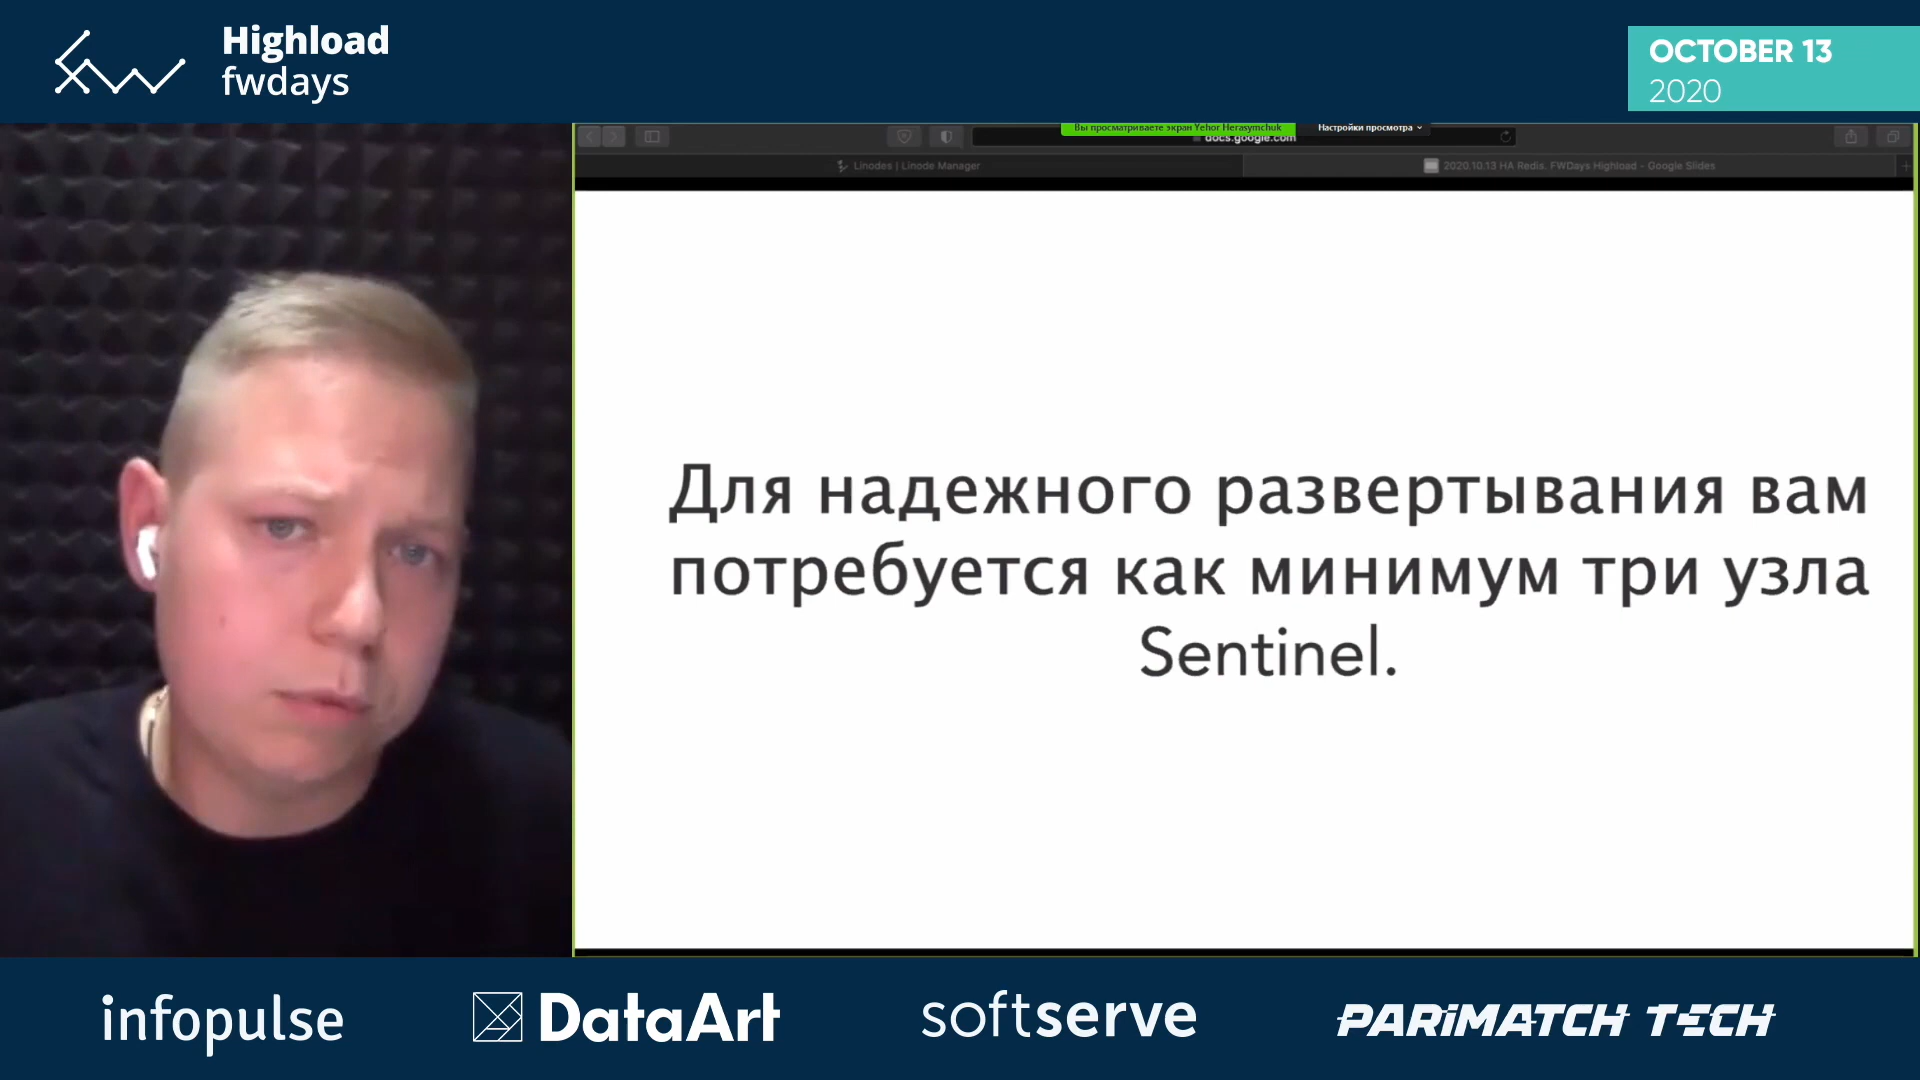 Highload
fwdays
OCTOBER 13
2020
Вы просматриваете экран Yehor Herasymchuk
Настройки просмотра
docs.google.com
Linodes | Linode Manager
2020.10.13 HA Redis. FWDays Highload - Google Slides
Для надежного развертывания вам
потребуется как минимум три узла
Sentinel.
infopulse
DataArt
softserve
PARIMATCH TECH